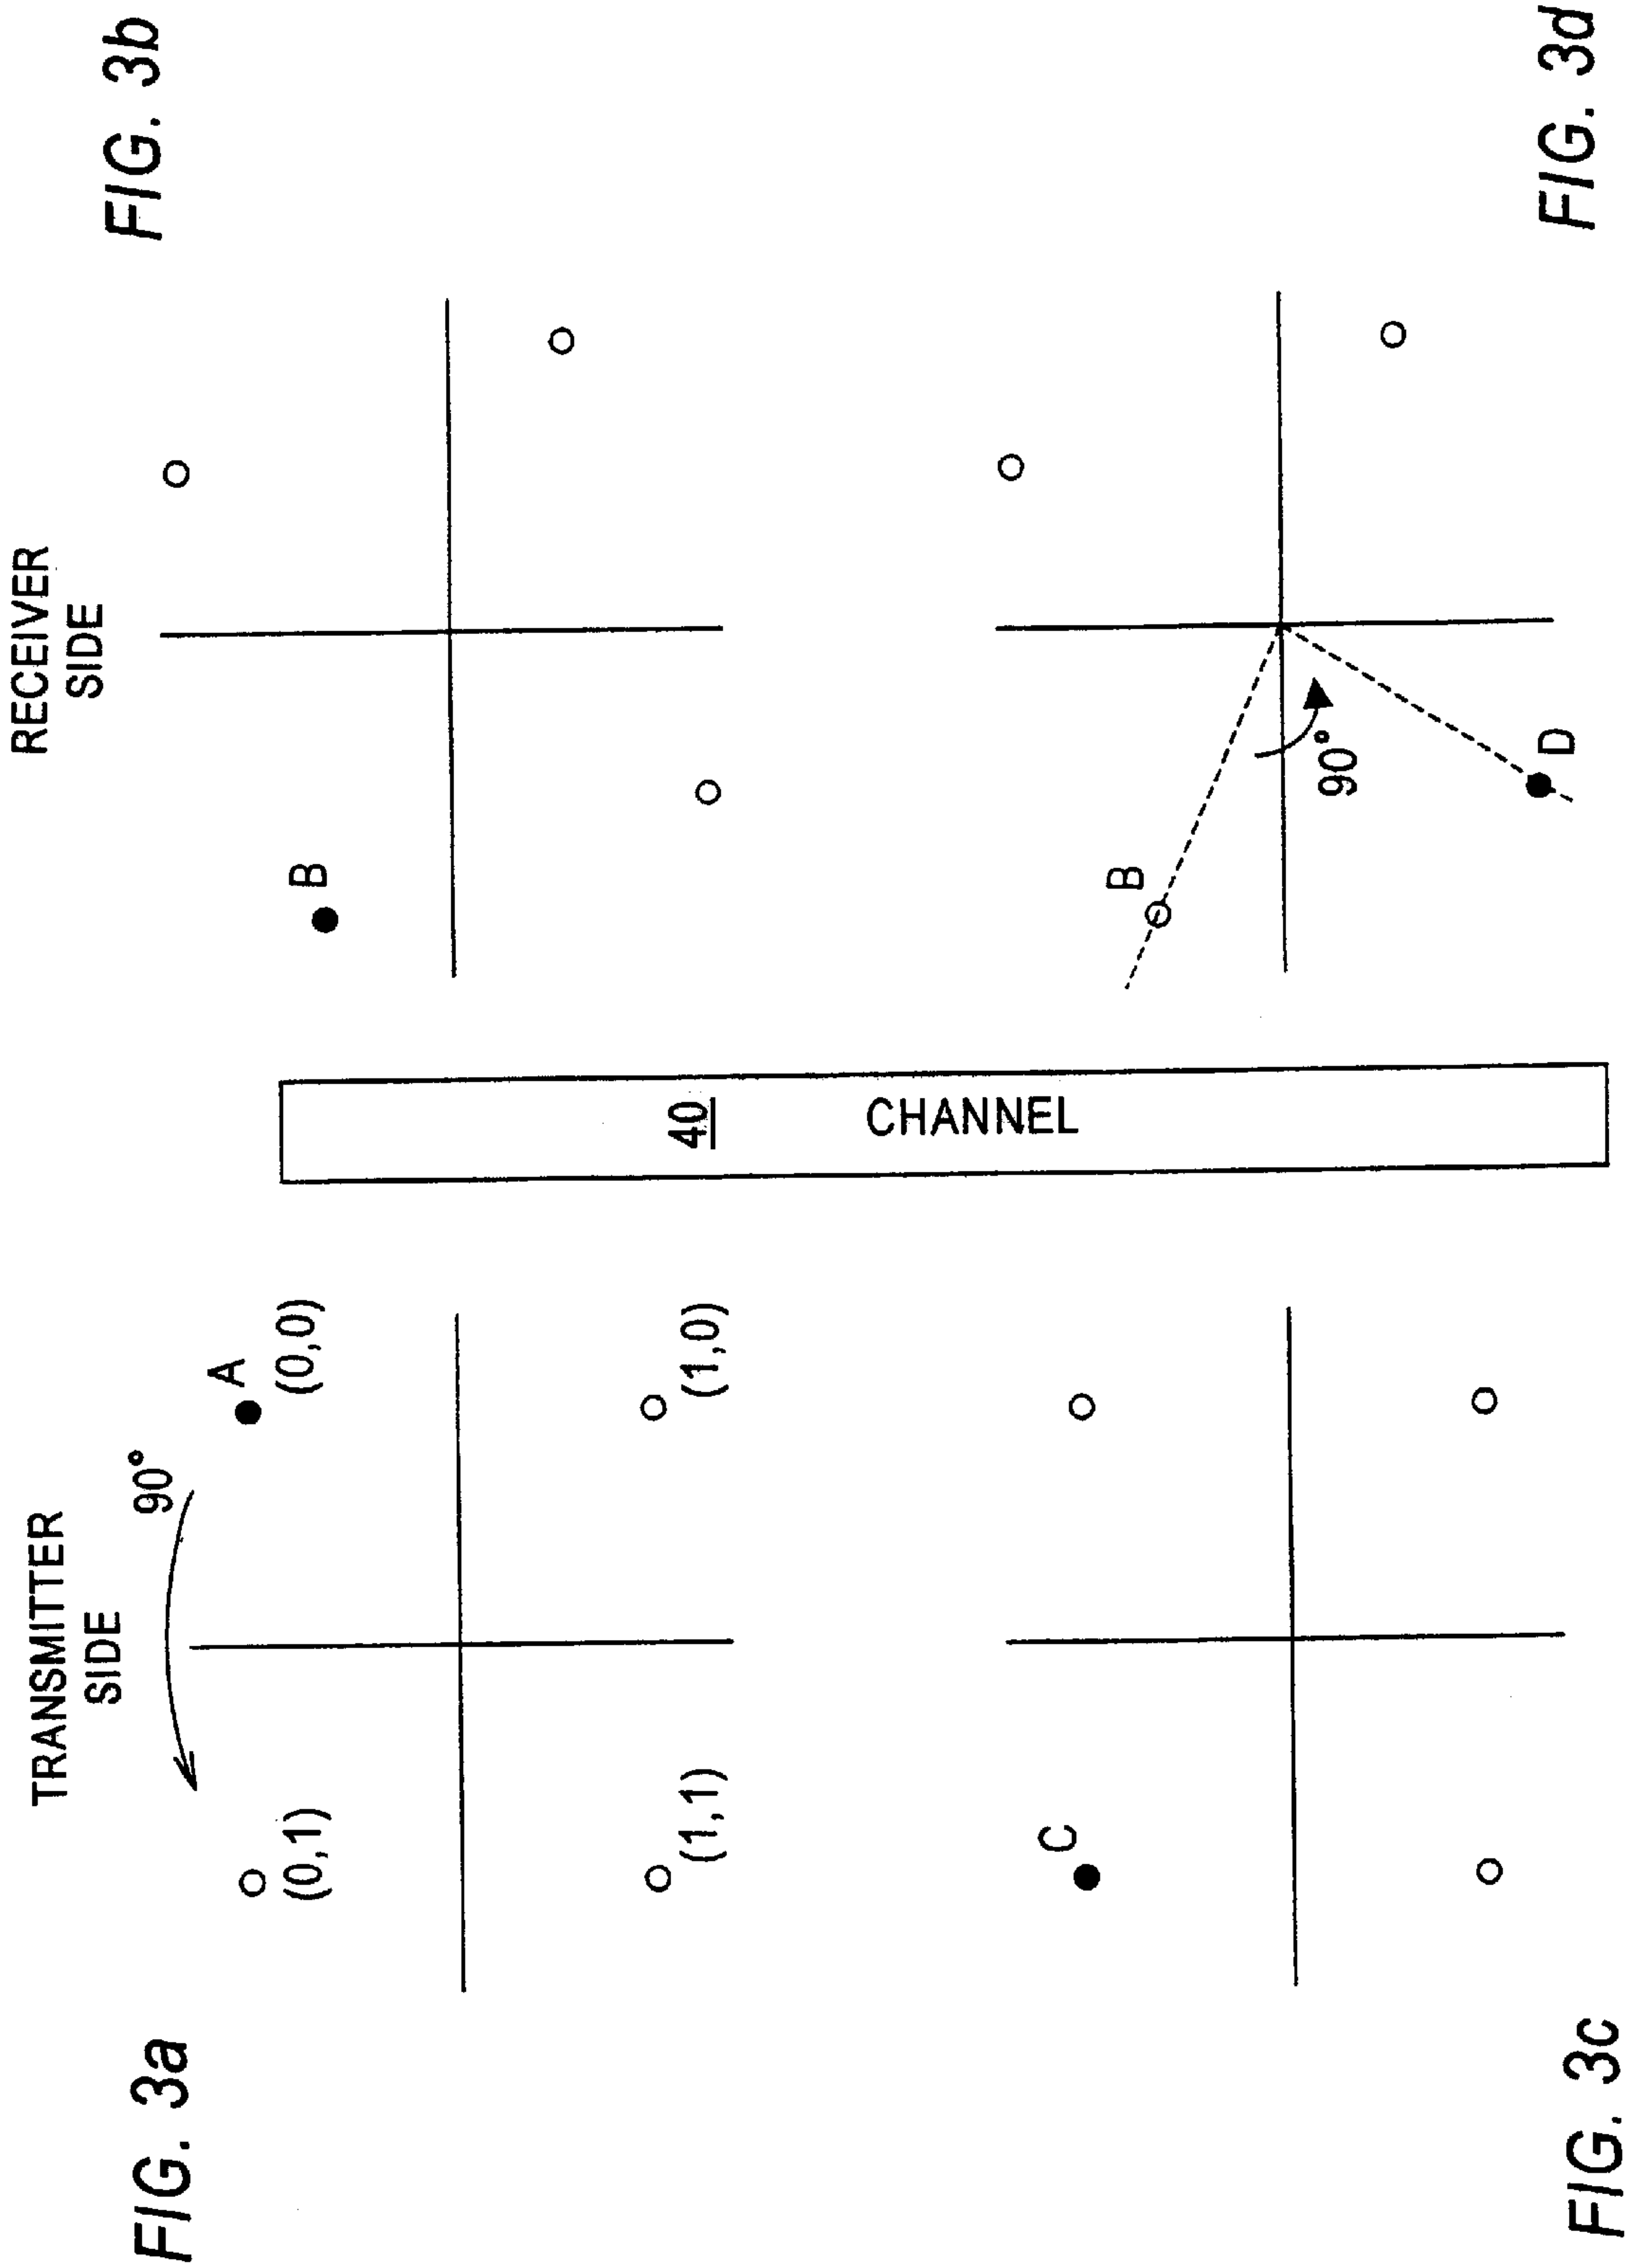 FIG. 3a
TRANSMITTER
SIDE
90°
A
(0,0)
(0,1)
(1,1)
(1,0)
RECEIVER
SIDE
FIG. 3b
B
40
CHANNEL
FIG. 3c
C
FIG. 3d
B
90°
D